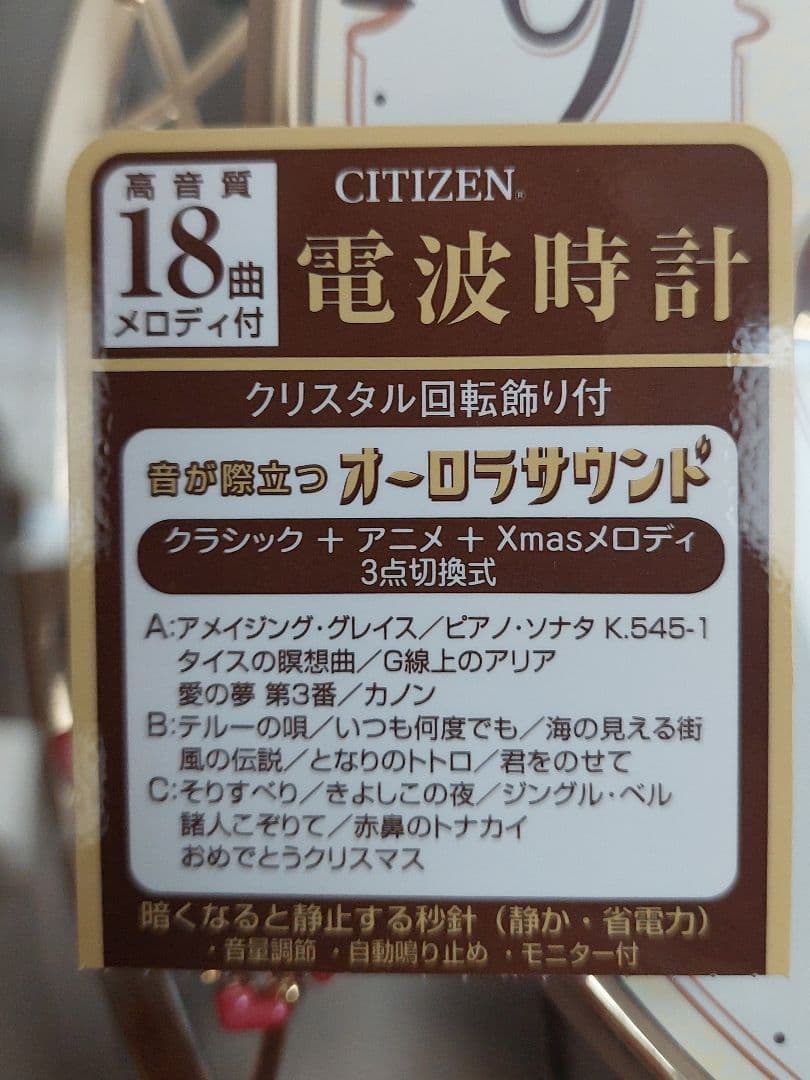 高音質
18曲
メロディ付
CITIZEN®
電波時計
クリスタル回転飾り付
音が際立つ オーロラサウンド
クラシック + アニメ + Xmasメロディ
3点切換式
A:アメイジング・グレイス／ピアノ・ソナタ K.545-1
タイスの瞑想曲／G線上のアリア
愛の夢 第3番／カノン
B:テルーの唄／いつも何度でも／海の見える街
風の伝説／となりのトトロ／君をのせて
C:そりすべり／きよしこの夜／ジングル・ベル
諸人こぞりて／赤鼻のトナカイ
おめでとうクリスマス
暗くなると静止する秒針（静か・省電力）
・音量調節 ・自動鳴り止め ・モニター付
9